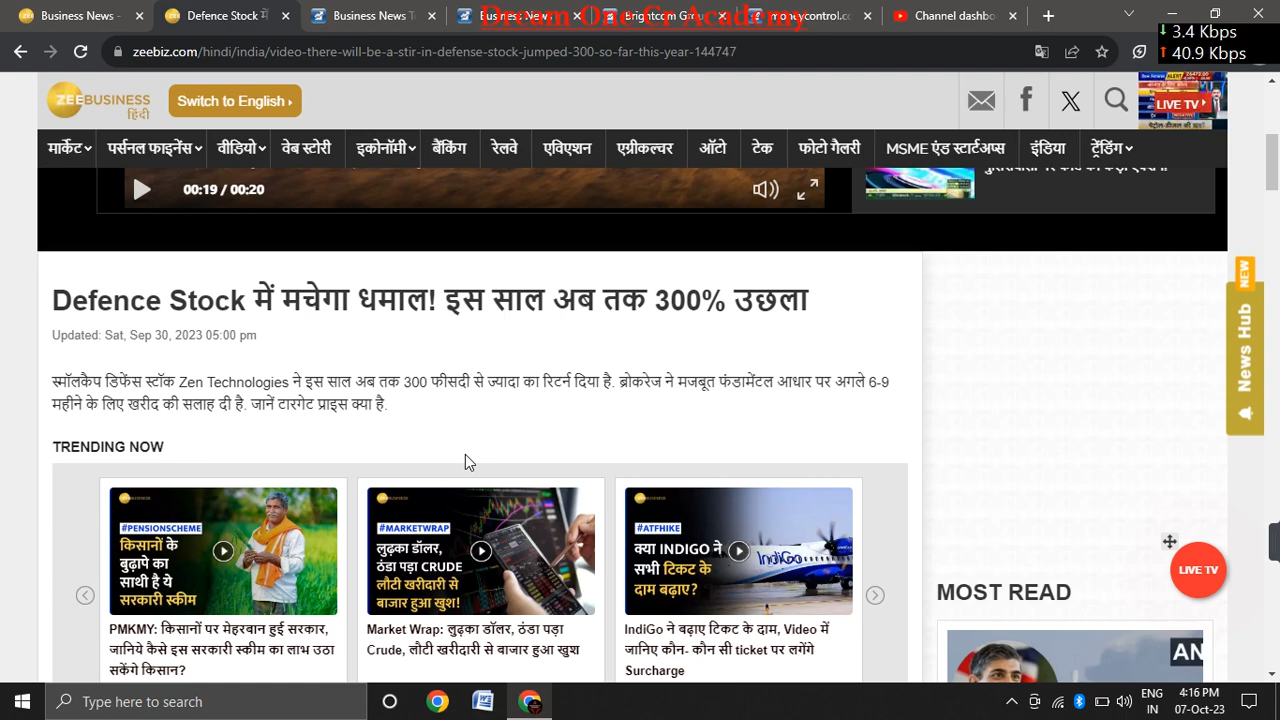 Business News
Defence Stock में
Business News T
Business News
Brightcom Gro
moneycontrol.cc
Channel dashbo
Dream One Cr Academy
3.4 Kbps
40.9 Kbps
zeebiz.com/hindi/india/video-there-will-be-a-stir-in-defense-stock-jumped-300-so-far-this-year-144747
ZEEBUSINESS
हिंदी
Switch to English
LIVE TV
मार्केट पर्सनल फाइनेंस वीडियो वेब स्टोरी इकोनॉमी बैंकिंग रेलवे एविएशन एग्रीकल्चर ऑटो टेक फोटो गैलरी MSME एंड स्टार्टअप्स इंडिया ट्रेंडिंग
00:19 / 00:20
Defence Stock में मचेगा धमाल! इस साल अब तक 300% उछला
Updated: Sat, Sep 30, 2023 05:00 pm
स्मॉलकैप डिफेंस स्टॉक Zen Technologies ने इस साल अब तक 300 फीसदी से ज्यादा का रिटर्न दिया है. ब्रोकरेज ने मजबूत फंडामेंटल आधार पर अगले 6-9
महीने के लिए खरीद की सलाह दी है. जानें टारगेट प्राइस क्या है.
NEW
News Hub
TRENDING NOW
#PENSIONSCHEME
किसानों के
बुढ़ापे का
साथी है ये
सरकारी स्कीम
PMKMY: किसानों पर मेहरबान हुई सरकार,
जानिये कैसे इस सरकारी स्कीम का लाभ उठा
सकेंगे किसान?
#MARKETWRAP
लुढ़का डॉलर,
ठंडा पड़ा CRUDE
लौटी खरीदारी से
बाजार हुआ खुश!
Market Wrap: लुढ़का डॉलर, ठंडा पड़ा
Crude, लौटी खरीदारी से बाजार हुआ खुश
#ATFHIKE
क्या INDIGO ने
सभी टिकट के
दाम बढ़ाए?
IndiGo
IndiGo ने बढ़ाए टिकट के दाम, Video में
जानिए कौन- कौन सी ticket पर लगेंगे
Surcharge
LIVE TV
MOST READ
AN
Type here to search
ENG
IN
4:16 PM
07-Oct-23